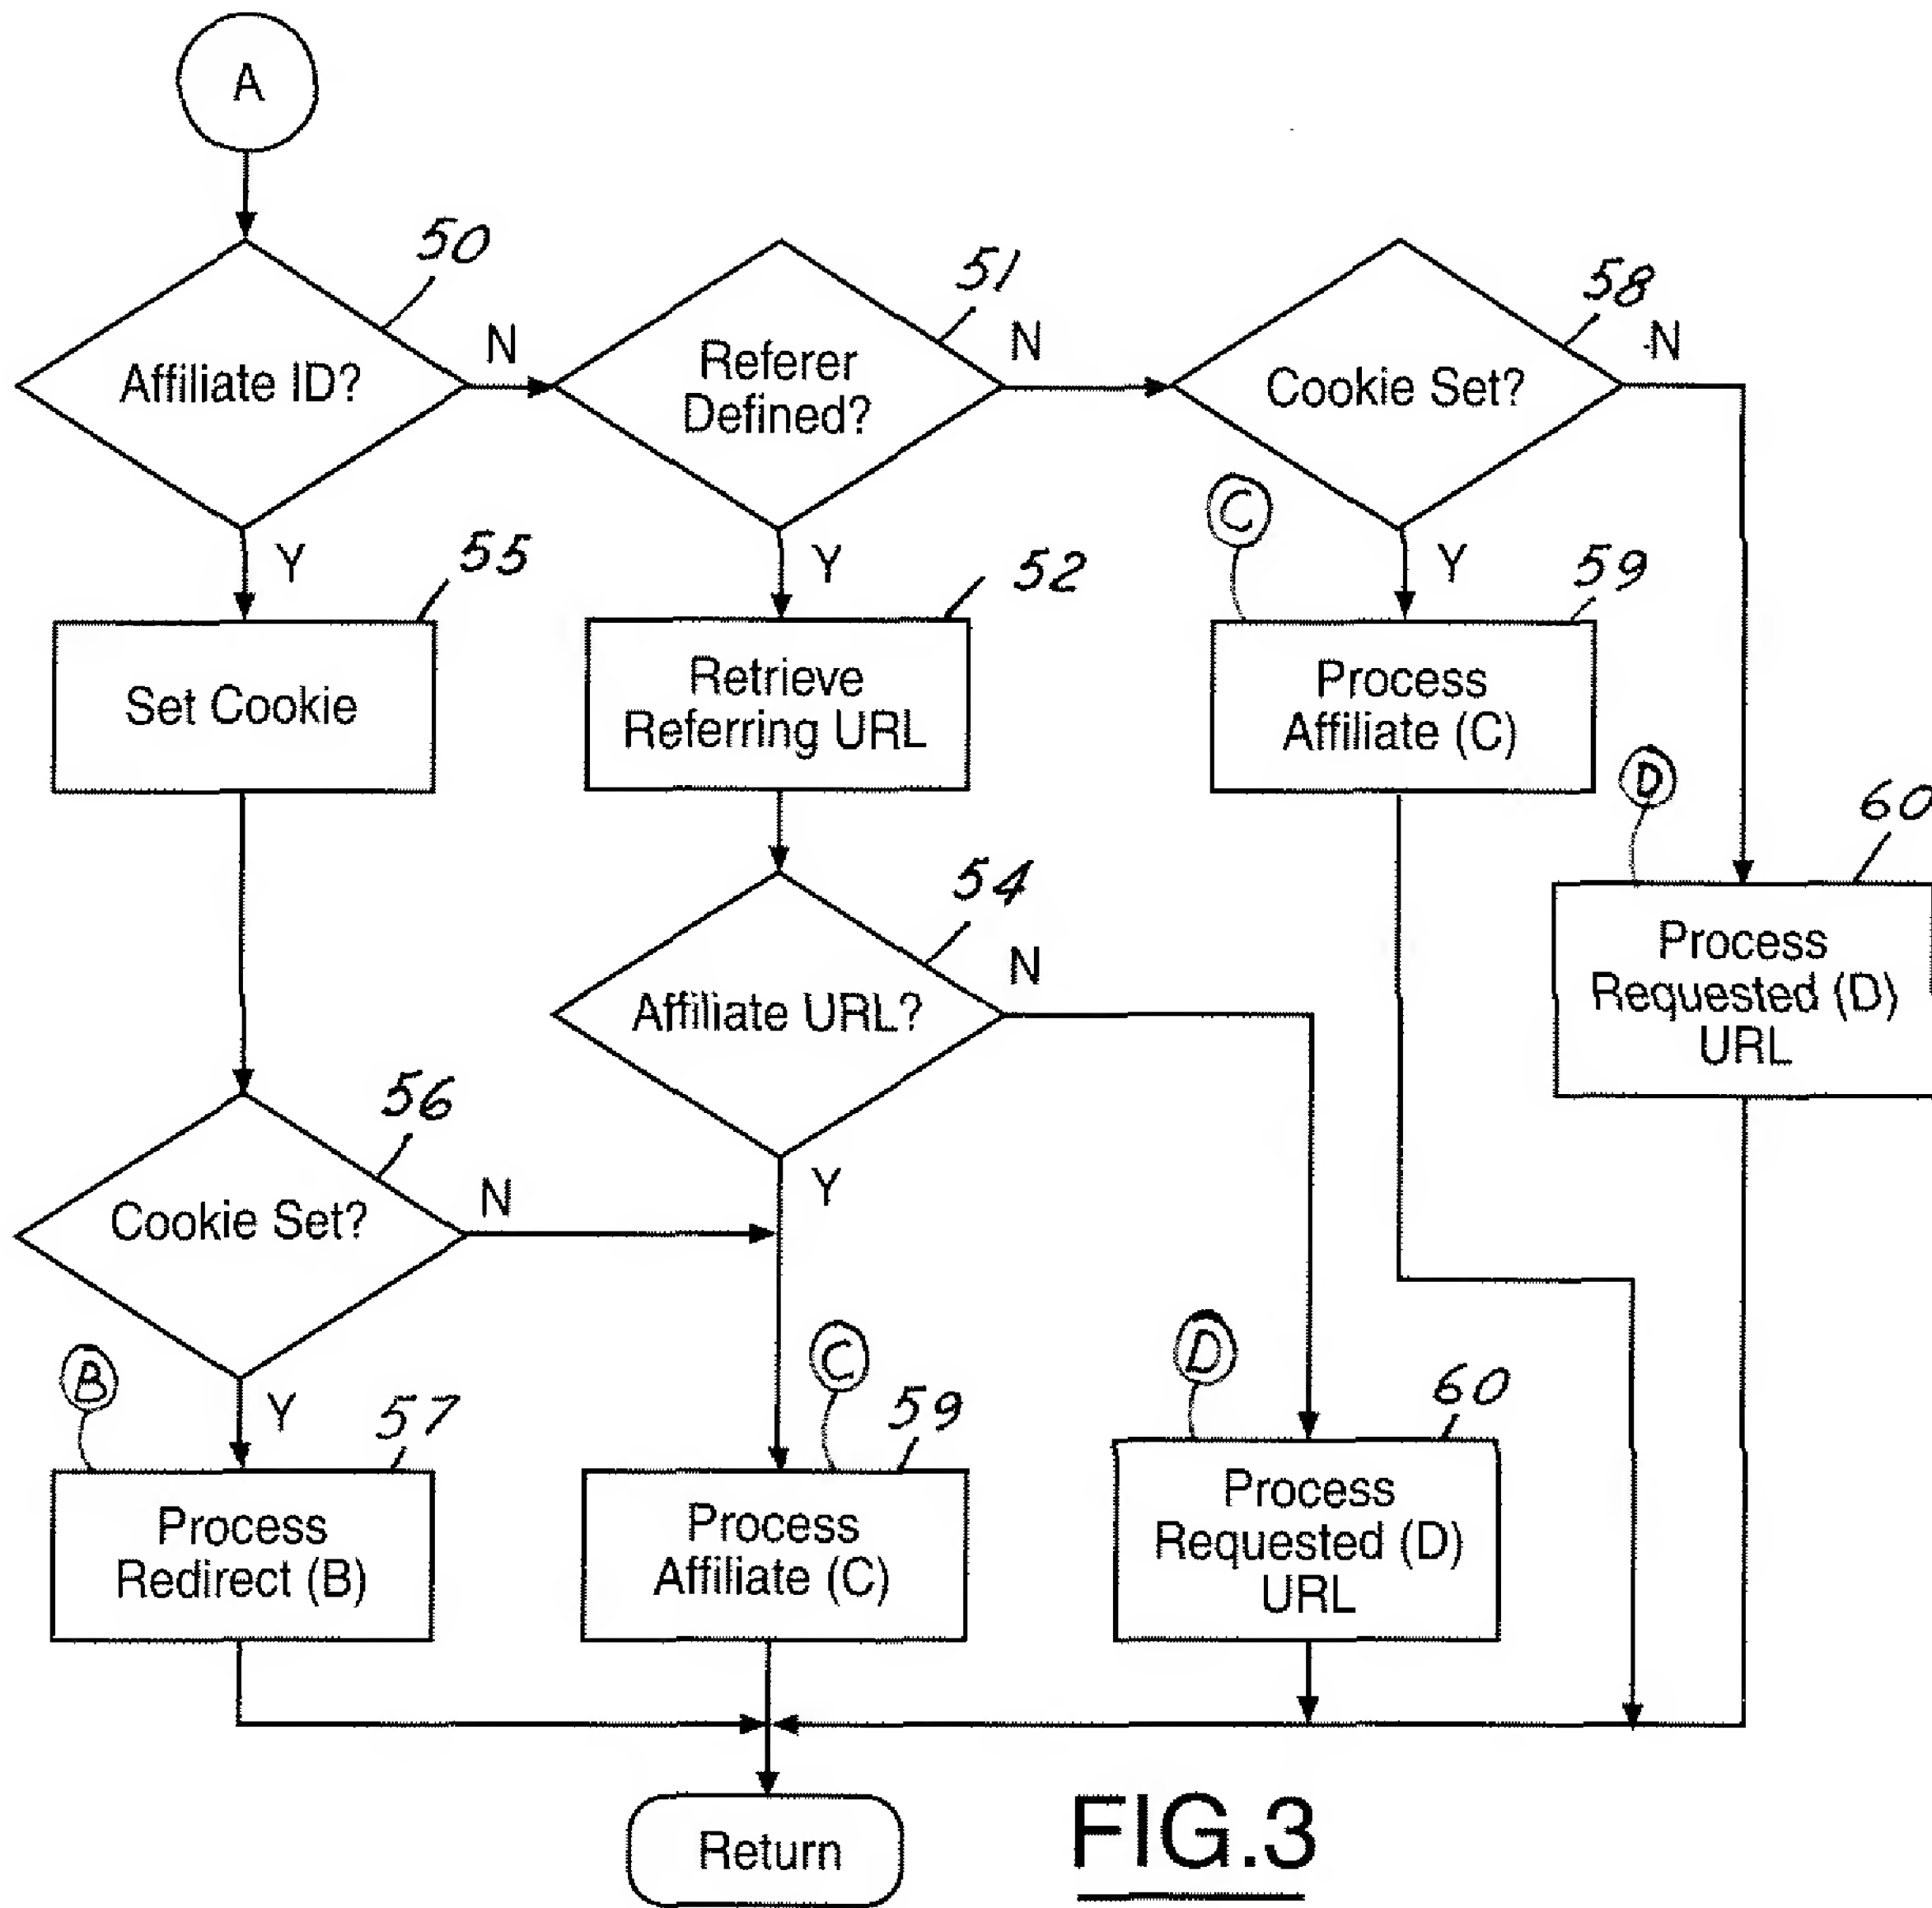 A
50
Affiliate ID?
N
51
Referer
Defined?
N
58
Cookie Set?
N
Y
55
Set Cookie
Y
52
Retrieve
Referring URL
C
Y
59
Process
Affiliate (C)
D
60
Process
Requested (D)
URL
54
Affiliate URL?
N
Y
56
Cookie Set?
N
B
Y
57
Process
Redirect (B)
C
59
Process
Affiliate (C)
D
60
Process
Requested (D)
URL
Return
FIG.3